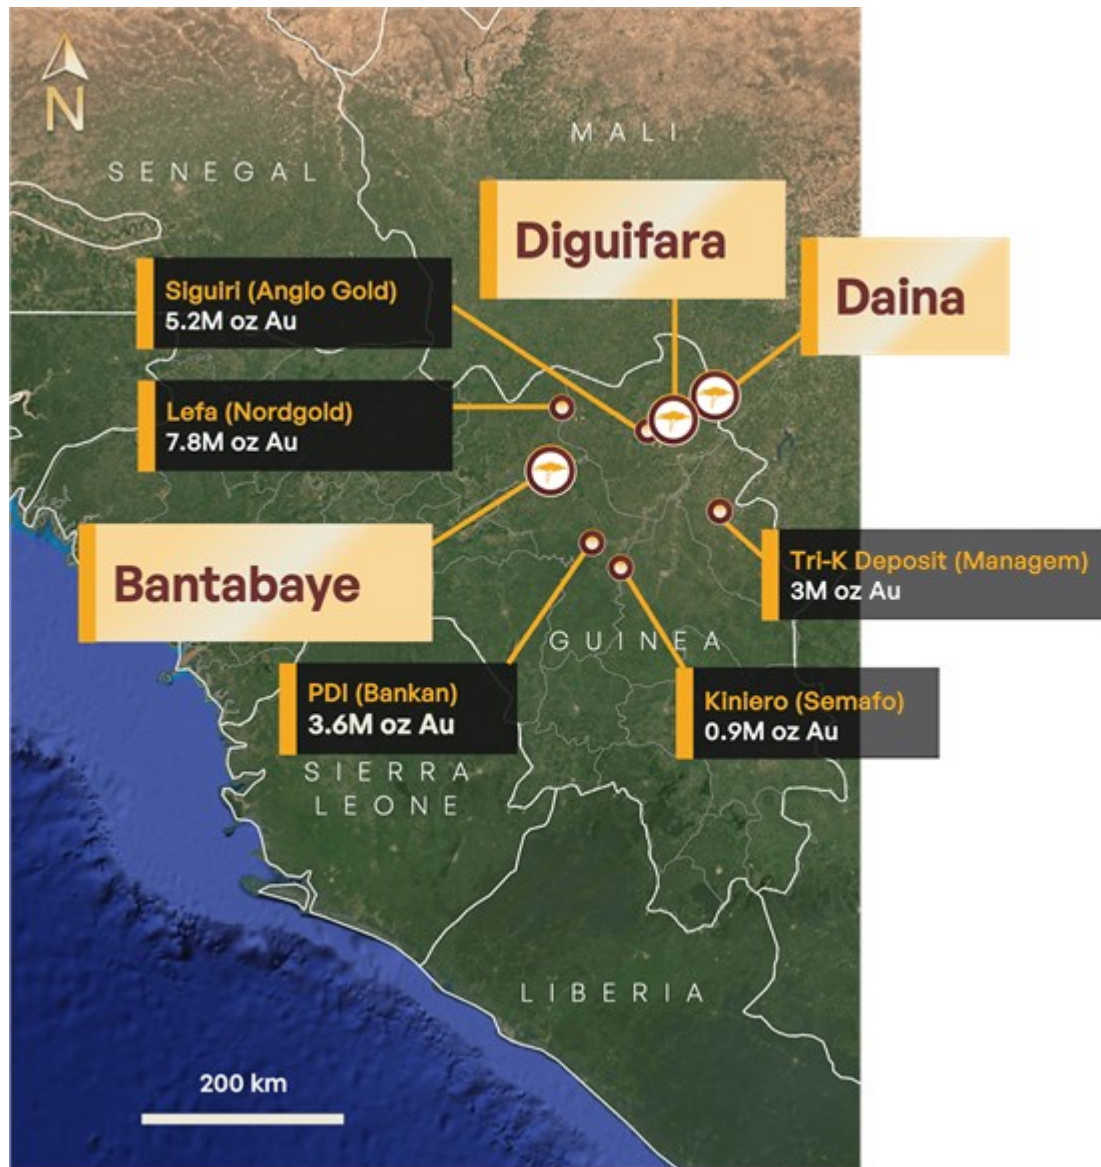 N
MALI
SENEGAL
Diguifara
Siguiri (Anglo Gold)
5.2M oz Au
Daina
Lefa (Nordgold)
7.8M oz Au
Bantabaye
Tri-K Deposit (Managem)
3M oz Au
GUINEA
PDI (Bankan)
3.6M oz Au
Kiniero (Semafo)
0.9M oz Au
SIERRA
LEONE
LIBERIA
200 km